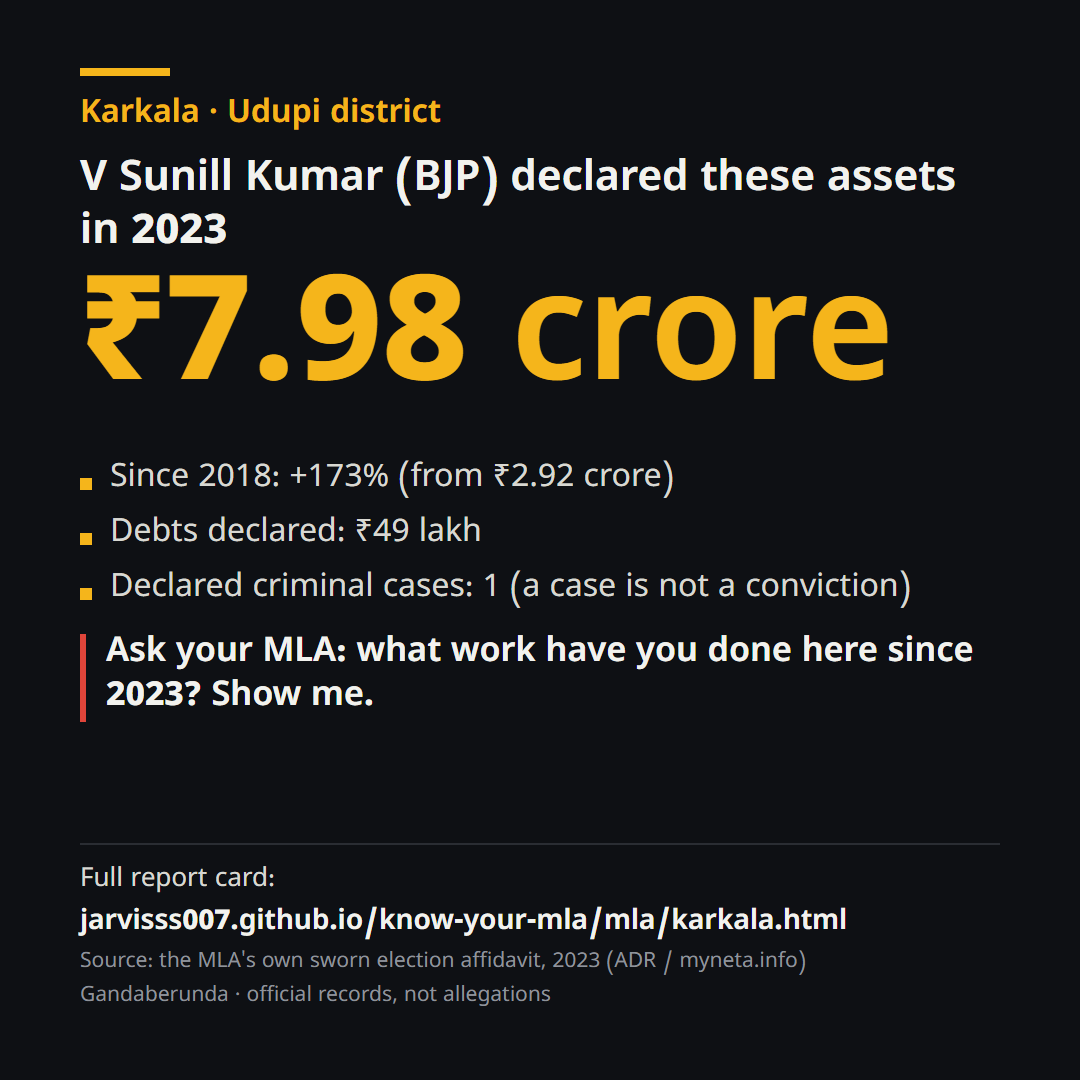 Karkala · Udupi district
V Sunill Kumar (BJP) declared these assets
in 2023
₹7.98 crore
Since 2018: +173% (from ₹2.92 crore)
Debts declared: ₹49 lakh
Declared criminal cases: 1 (a case is not a conviction)
Ask your MLA: what work have you done here since
2023? Show me.
Full report card:
jarvisss007.github.io/know-your-mla/mla/karkala.html
Source: the MLA's own sworn election affidavit, 2023 (ADR / myneta.info)
Gandaberunda · official records, not allegations